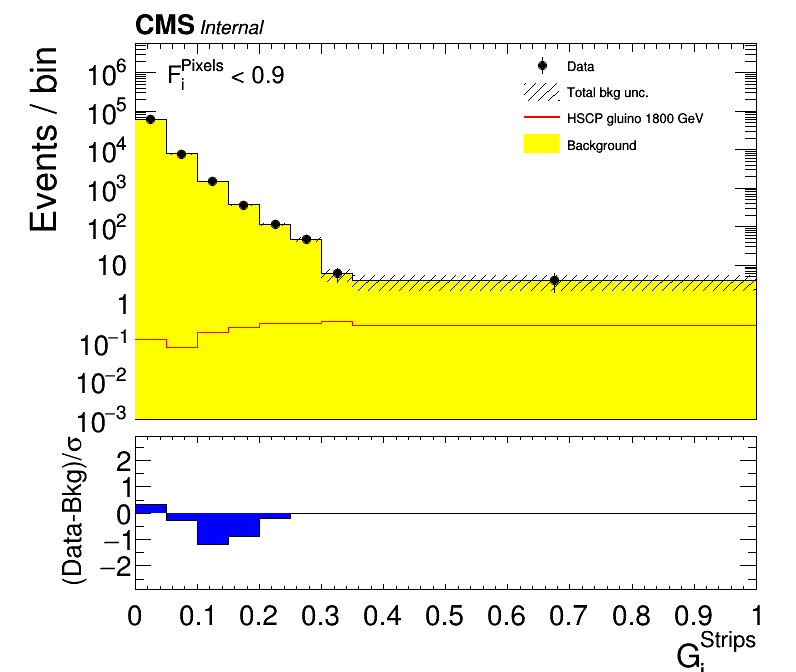 CMS Internal
F_i^Pixels < 0.9
Data
Total bkg unc.
HSCP gluino 1800 GeV
Background
Events / bin
10^6
10^5
10^4
10^3
10^2
10
1
10^−1
10^−2
10^−3
(Data-Bkg)/σ
2
1
0
−1
−2
0 0.1 0.2 0.3 0.4 0.5 0.6 0.7 0.8 0.9 1
G_i^Strips